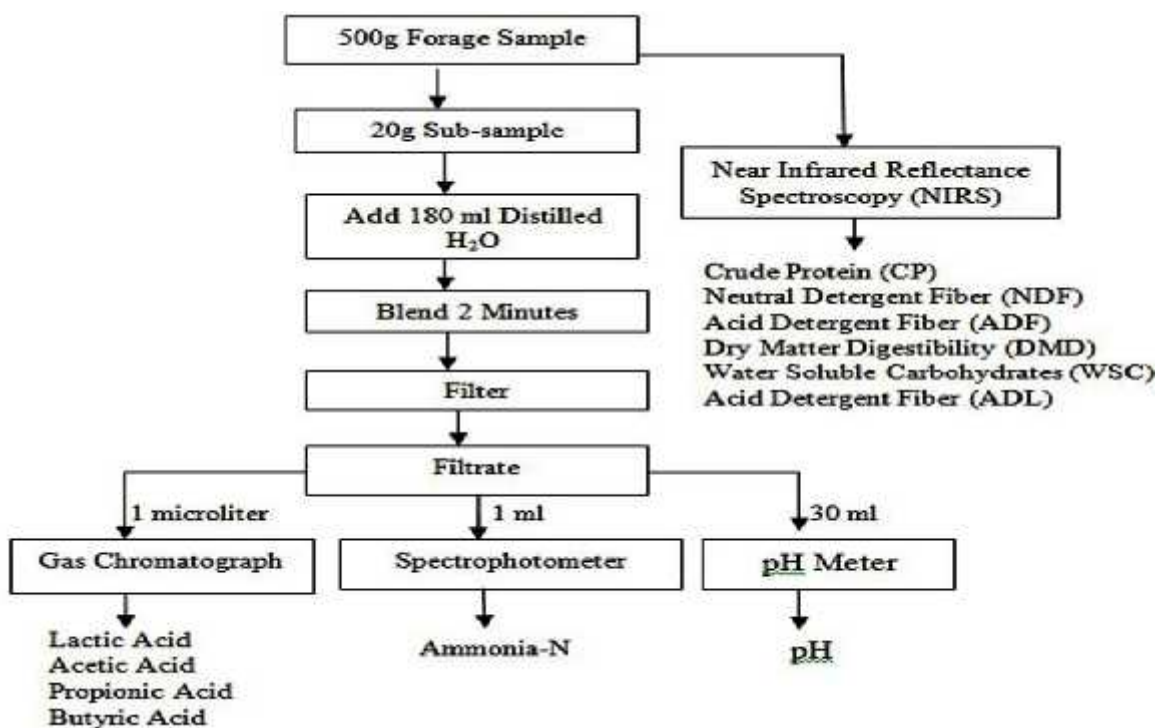 500g Forage Sample
20g Sub-sample
Near Infrared Reflectance
Spectroscopy (NIRS)
Add 180 ml Distilled
H₂O
Crude Protein (CP)
Neutral Detergent Fiber (NDF)
Acid Detergent Fiber (ADF)
Dry Matter Digestibility (DMD)
Water Soluble Carbohydrates (WSC)
Acid Detergent Fiber (ADL)
Blend 2 Minutes
Filter
Filtrate
1 microliter
1 ml
30 ml
Gas Chromatograph
Spectrophotometer
pH Meter
Lactic Acid
Acetic Acid
Propionic Acid
Butyric Acid
Ammonia-N
pH